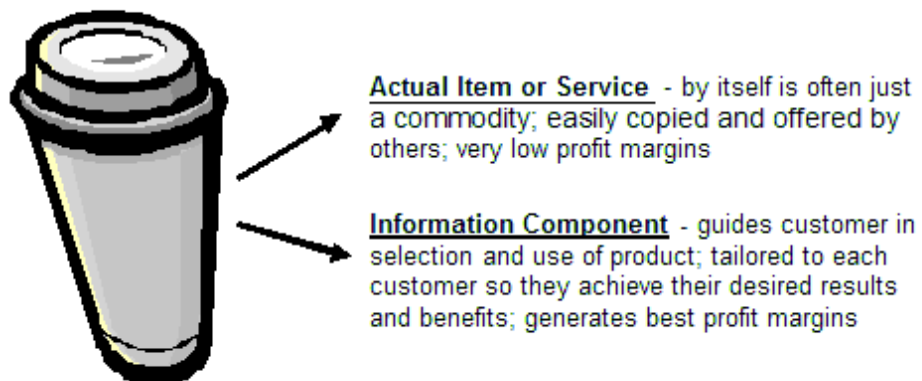 Actual Item or Service - by itself is often just
a commodity; easily copied and offered by
others; very low profit margins
Information Component - guides customer in
selection and use of product; tailored to each
customer so they achieve their desired results
and benefits; generates best profit margins